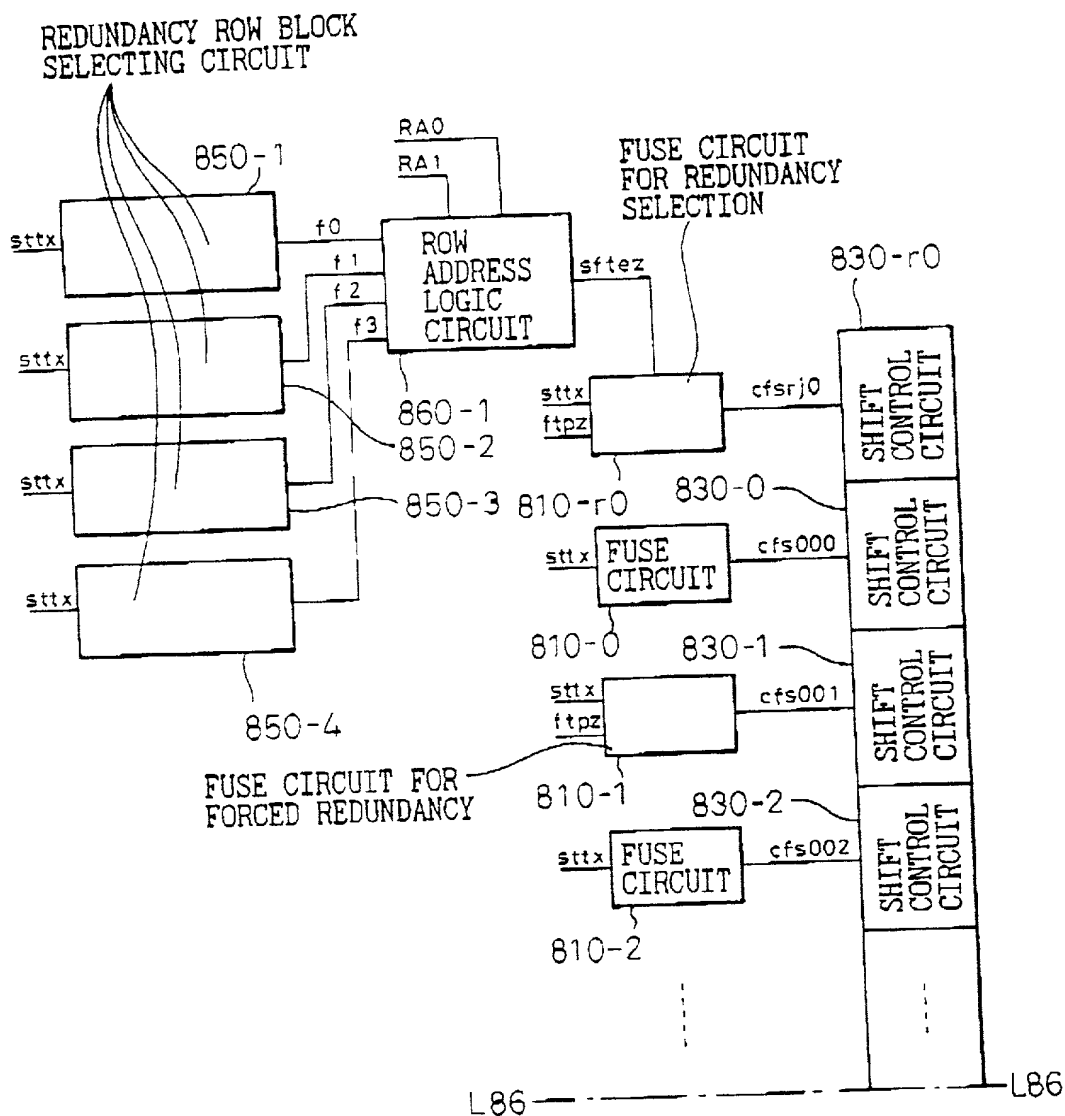 REDUNDANCY ROW BLOCK
SELECTING CIRCUIT
850-1
sttx
f0
RA0
RA1
ROW
ADDRESS
LOGIC
CIRCUIT
sftez
FUSE CIRCUIT
FOR REDUNDANCY
SELECTION
830-r0
f1
f2
f3
sttx
860-1
850-2
sttx
ftpz
cfsrj0
SHIFT
CONTROL
CIRCUIT
sttx
850-3
810-r0
830-0
sttx
FUSE
CIRCUIT
cfs000
SHIFT
CONTROL
CIRCUIT
sttx
850-4
810-0
830-1
sttx
ftpz
cfs001
SHIFT
CONTROL
CIRCUIT
FUSE CIRCUIT FOR
FORCED REDUNDANCY
810-1
830-2
sttx
FUSE
CIRCUIT
cfs002
SHIFT
CONTROL
CIRCUIT
810-2
L86
L86